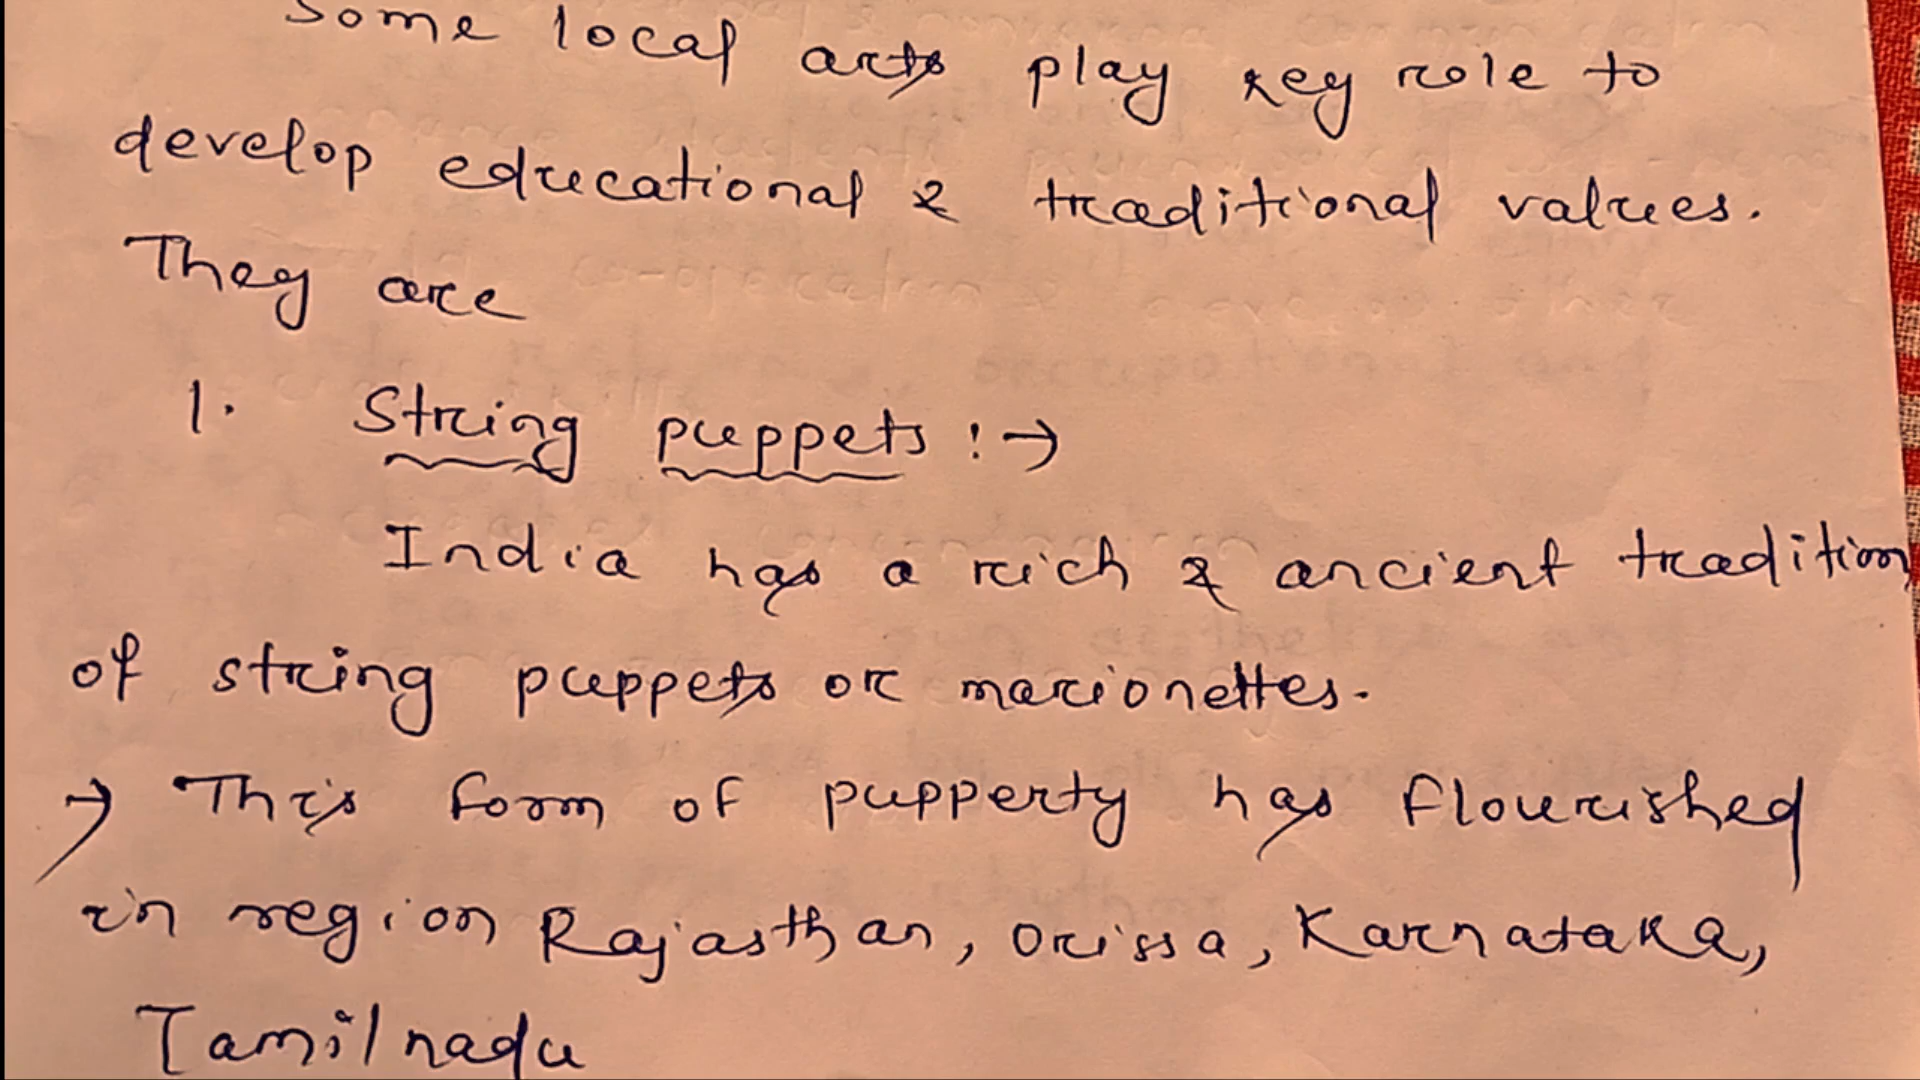 Some local arts play key role to
develop educational & traditional values.
They are
1. String puppets :→
India has a rich & ancient tradition
of string puppets or marionettes.
→ This form of pupperty has flourished
in region Rajasthan, Orissa, Karnataka,
Tamilnadu